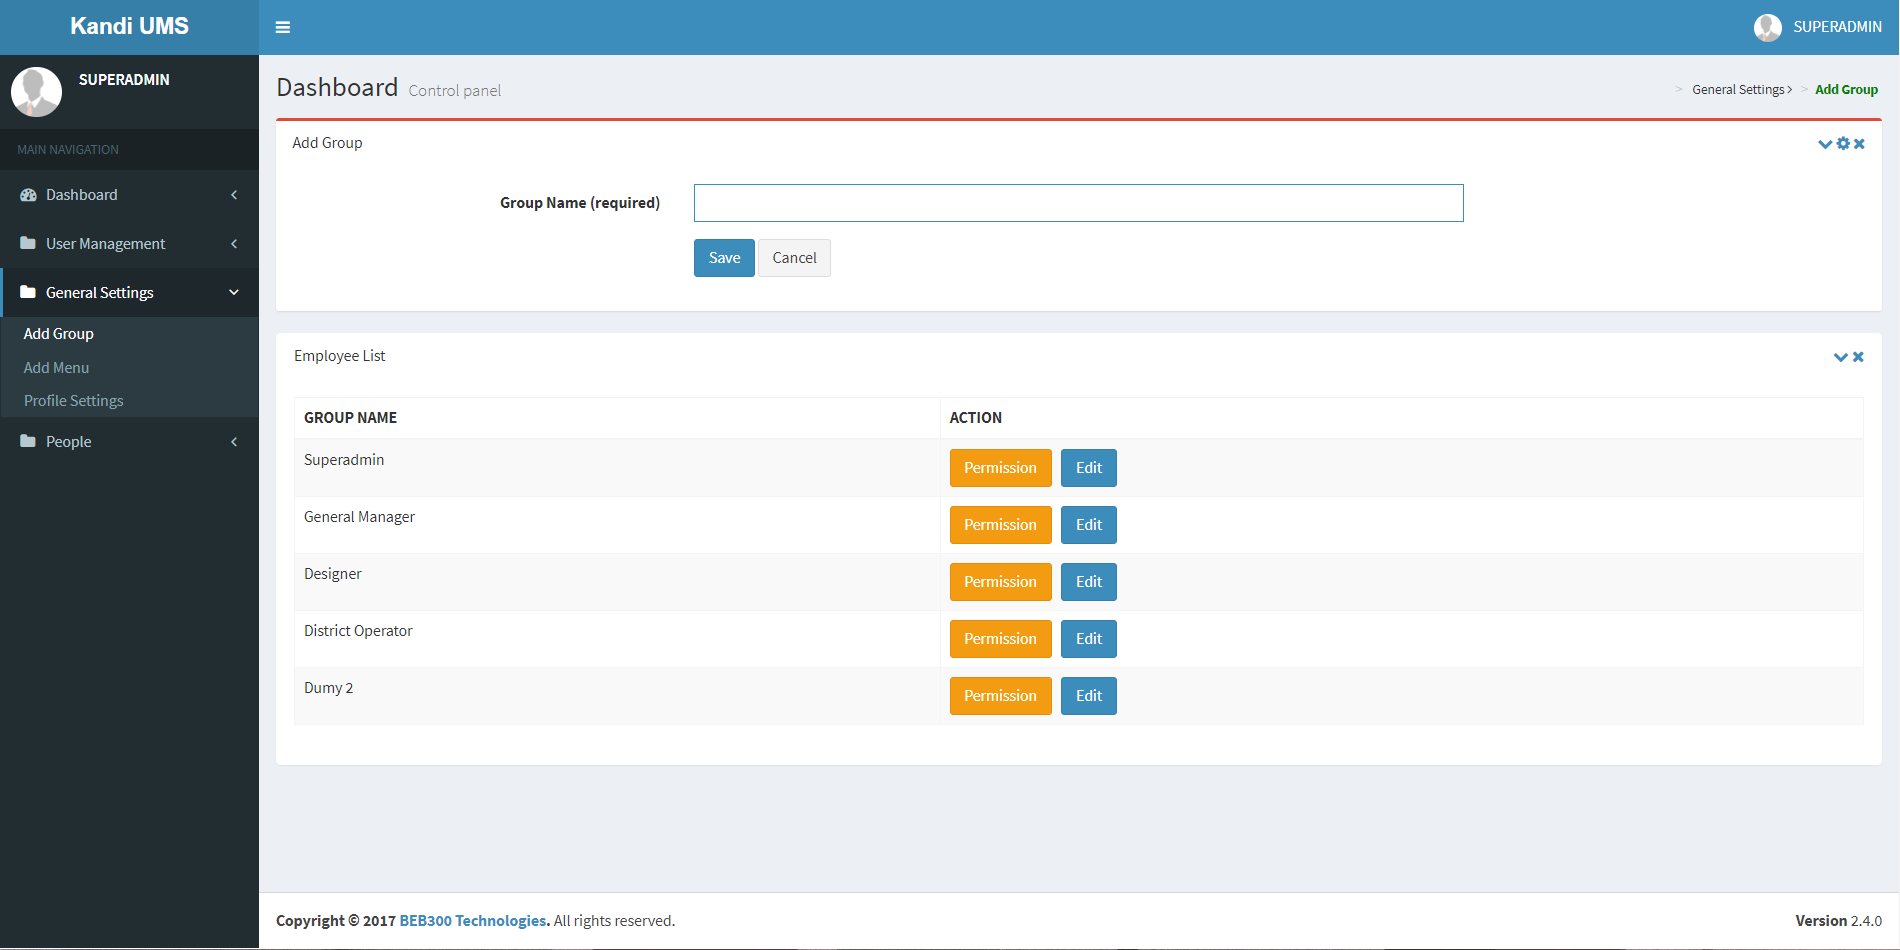 Kandi UMS
SUPERADMIN
SUPERADMIN
MAIN NAVIGATION
Dashboard
User Management
General Settings
Add Group
Add Menu
Profile Settings
People
Dashboard Control panel
> General Settings > Add Group
Add Group
Group Name (required)
Save Cancel
Employee List
GROUP NAME ACTION
Superadmin Permission Edit
General Manager Permission Edit
Designer Permission Edit
District Operator Permission Edit
Dumy 2 Permission Edit
Copyright © 2017 BEB300 Technologies. All rights reserved.
Version 2.4.0